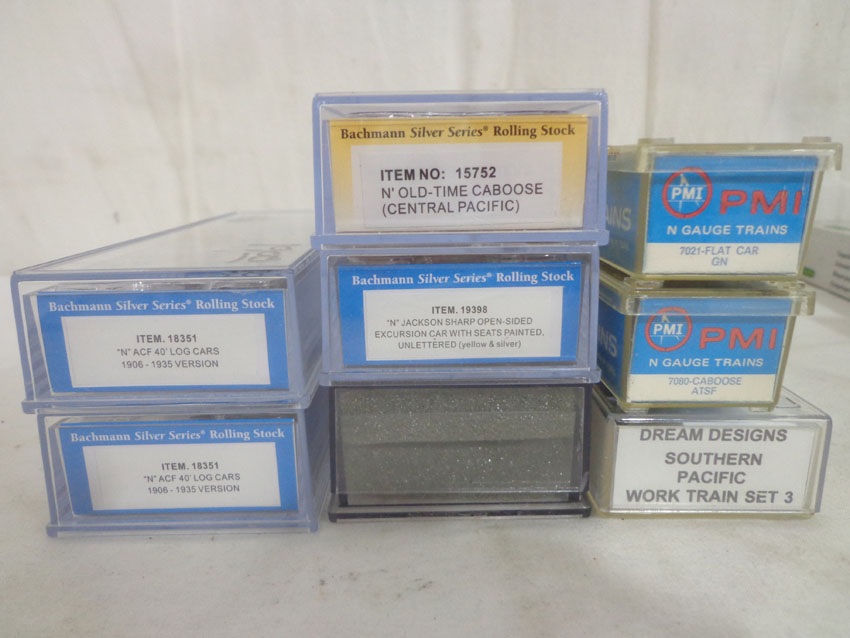 Bachmann Silver Series® Rolling Stock
ITEM NO: 15752
N' OLD-TIME CABOOSE
(CENTRAL PACIFIC)
Bachmann Silver Series® Rolling Stock
ITEM. 18351
"N" ACF 40' LOG CARS
1906 - 1935 VERSION
Bachmann Silver Series® Rolling Stock
ITEM. 18351
"N" ACF 40' LOG CARS
1906 - 1935 VERSION
Bachmann Silver Series® Rolling Stock
ITEM. 19398
"N" JACKSON SHARP OPEN-SIDED
EXCURSION CAR WITH SEATS PAINTED,
UNLETTERED (yellow & silver)
PMI PMI
N GAUGE TRAINS
7021-FLAT CAR
GN
PMI PMI
N GAUGE TRAINS
7080-CABOOSE
ATSF
DREAM DESIGNS
SOUTHERN
PACIFIC
WORK TRAIN SET 3